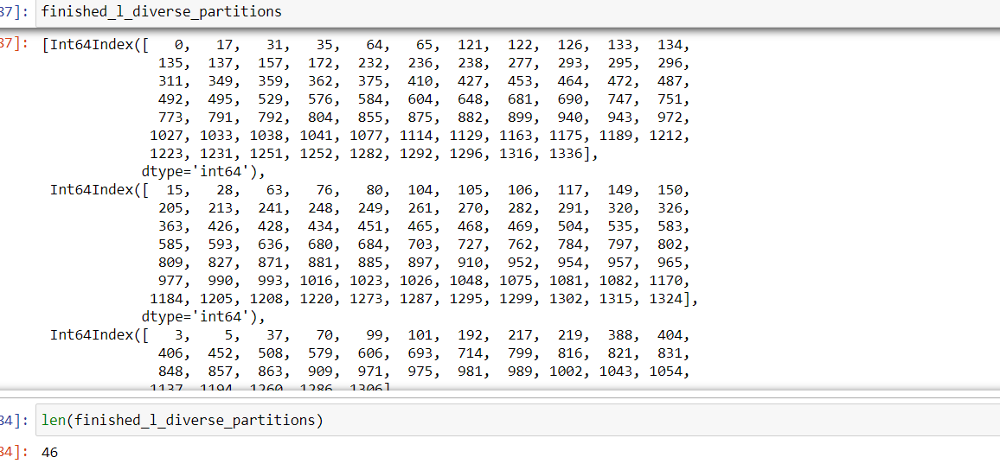 37]: finished_l_diverse_partitions
37]: [Int64Index([   0,   17,   31,   35,   64,   65,  121,  122,  126,  133,  134,
135,  137,  157,  172,  232,  236,  238,  277,  293,  295,  296,
311,  349,  359,  362,  375,  410,  427,  453,  464,  472,  487,
492,  495,  529,  576,  584,  604,  648,  681,  690,  747,  751,
773,  791,  792,  804,  855,  875,  882,  899,  940,  943,  972,
1027, 1033, 1038, 1041, 1077, 1114, 1129, 1163, 1175, 1189, 1212,
1223, 1231, 1251, 1252, 1282, 1292, 1296, 1316, 1336],
dtype='int64'),
Int64Index([  15,   28,   63,   76,   80,  104,  105,  106,  117,  149,  150,
205,  213,  241,  248,  249,  261,  270,  282,  291,  320,  326,
363,  426,  428,  434,  451,  465,  468,  469,  504,  535,  583,
585,  593,  636,  680,  684,  703,  727,  762,  784,  797,  802,
809,  827,  871,  881,  885,  897,  910,  952,  954,  957,  965,
977,  990,  993, 1016, 1023, 1026, 1048, 1075, 1081, 1082, 1170,
1184, 1205, 1208, 1220, 1273, 1287, 1295, 1299, 1302, 1315, 1324],
dtype='int64'),
Int64Index([   3,    5,   37,   70,   99,  101,  192,  217,  219,  388,  404,
406,  452,  508,  579,  606,  693,  714,  799,  816,  821,  831,
848,  857,  863,  909,  971,  975,  981,  989, 1002, 1043, 1054,
1137, 1194, 1260, 1286, 1306]
34]: len(finished_l_diverse_partitions)
34]: 46